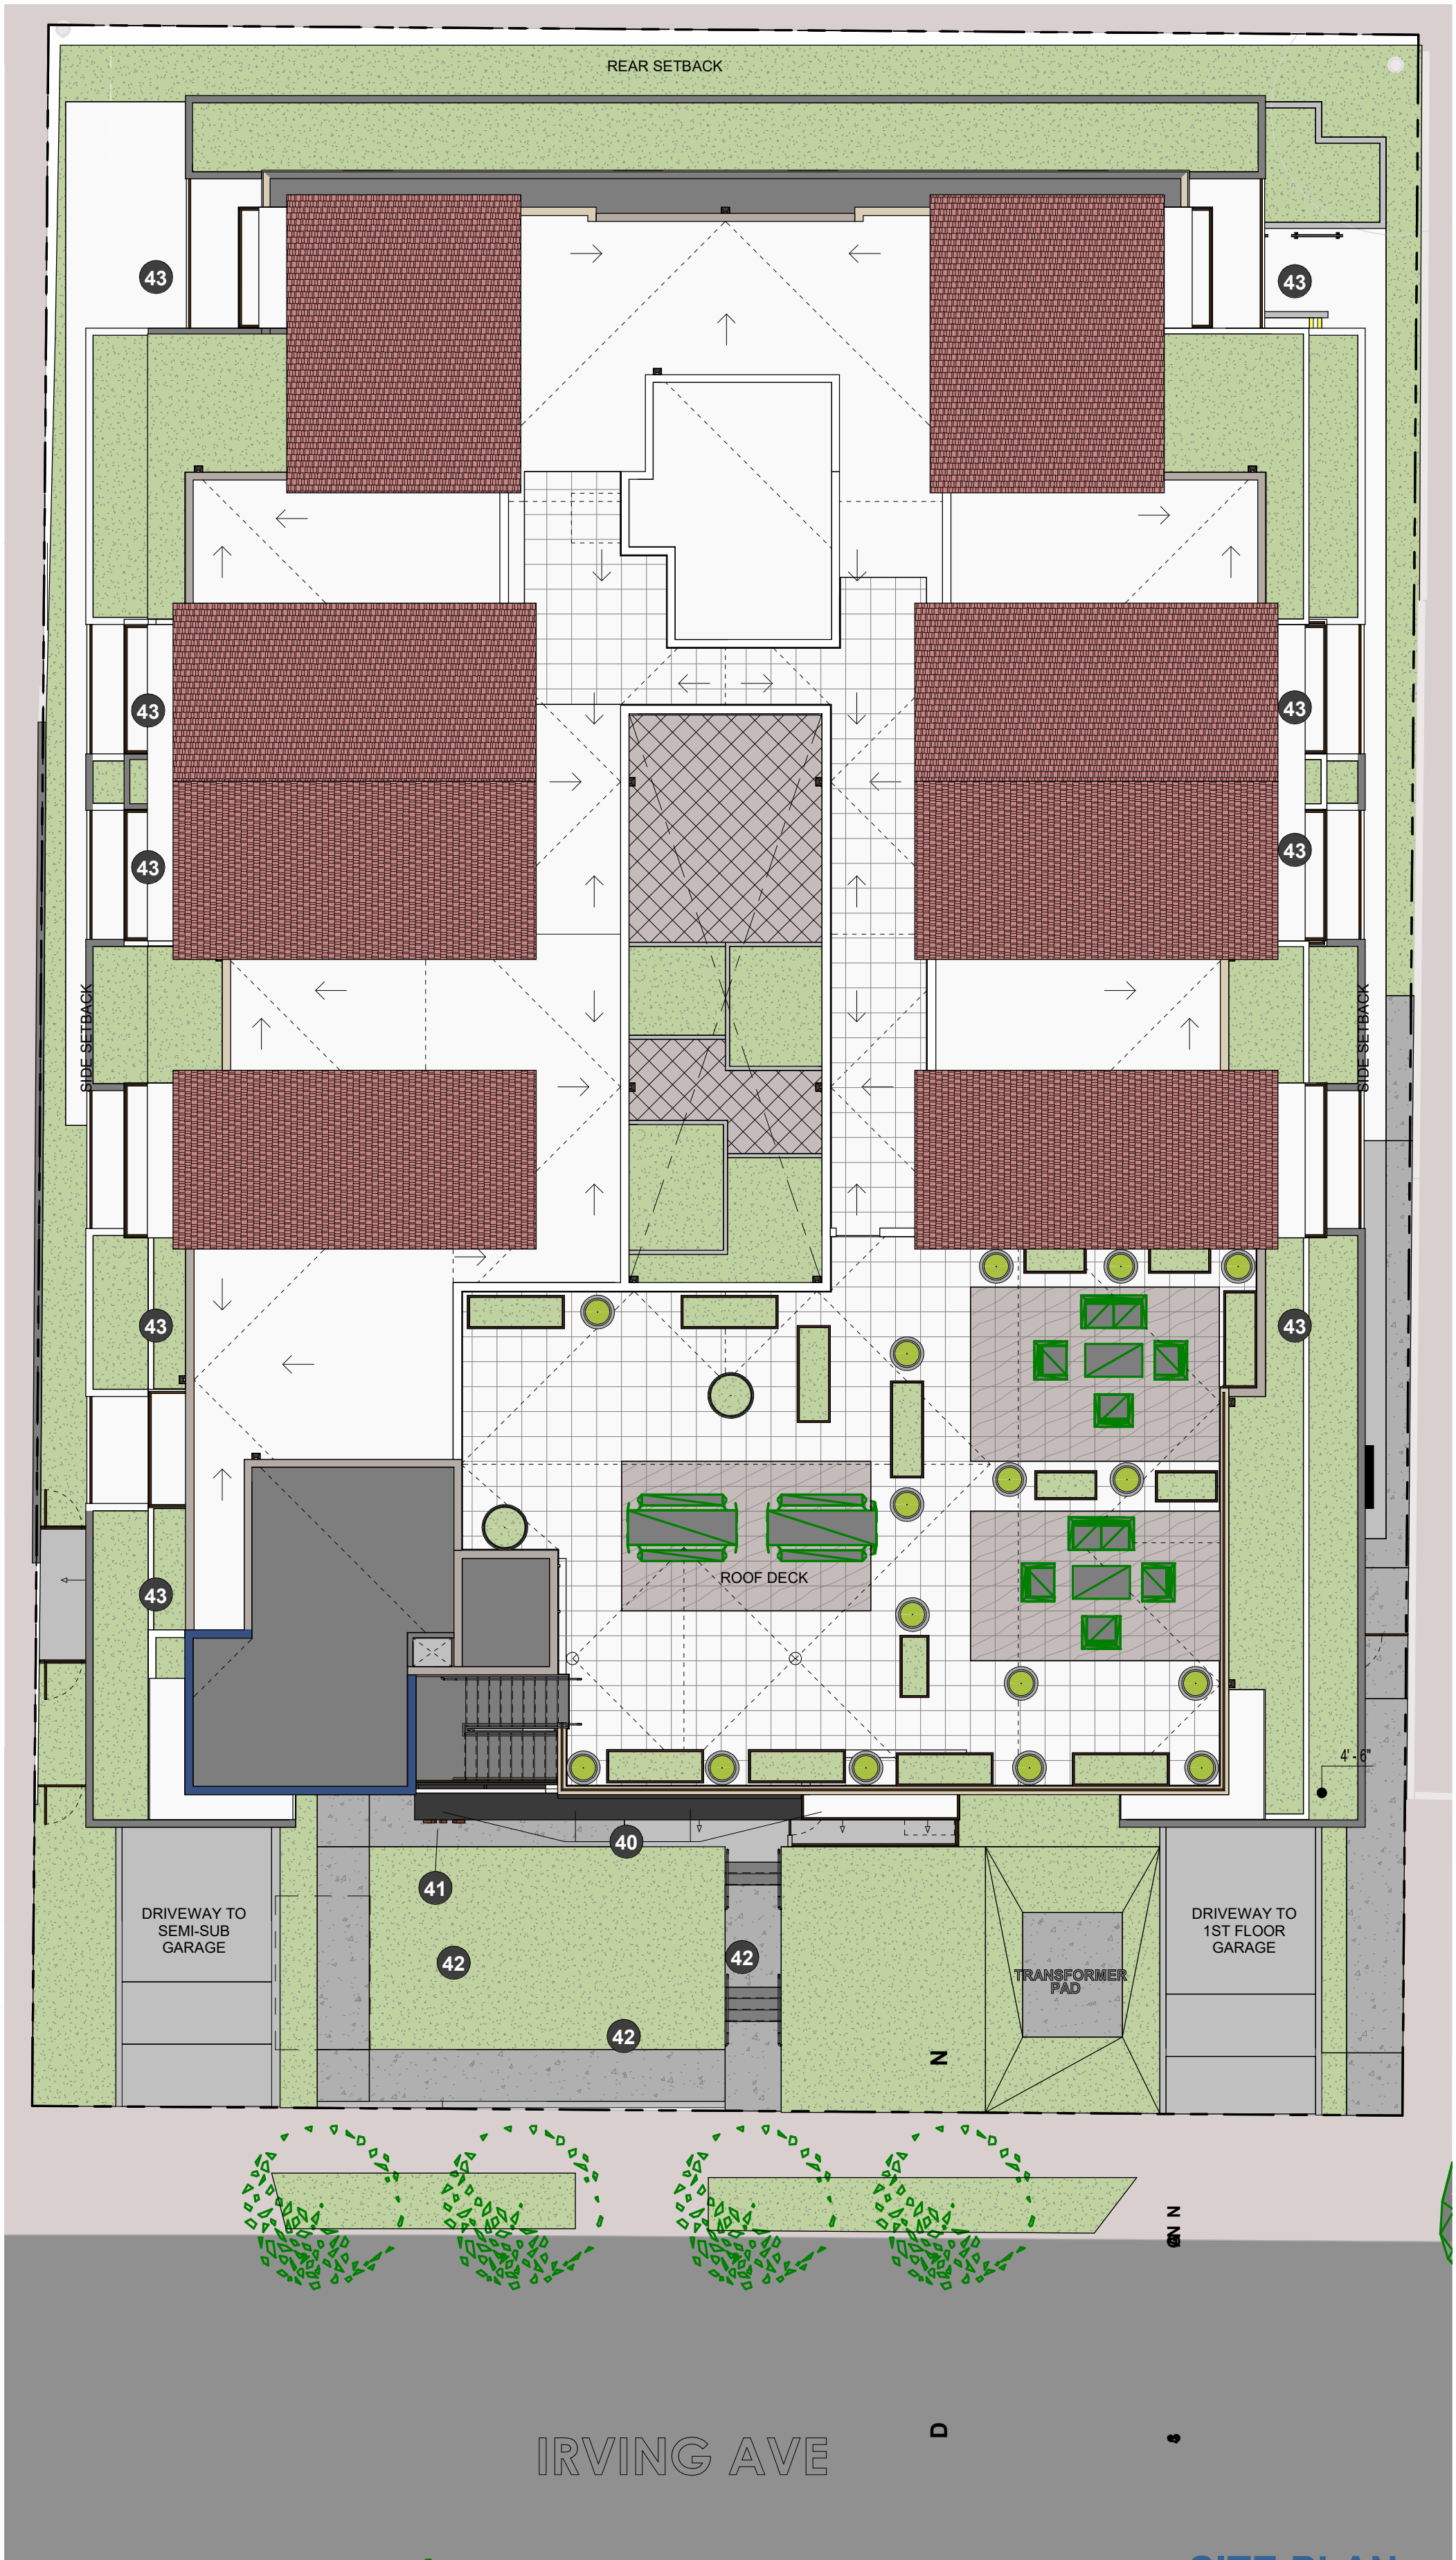 REAR SETBACK
43
43
43
43
43
43
SIDE SETBACK
SIDE SETBACK
43
43
ROOF DECK
43
4' - 6"
40
41
DRIVEWAY TO
SEMI-SUB
GARAGE
DRIVEWAY TO
1ST FLOOR
GARAGE
42
42
TRANSFORMER
PAD
42
N
N
D
IRVING AVE
SITE PLAN